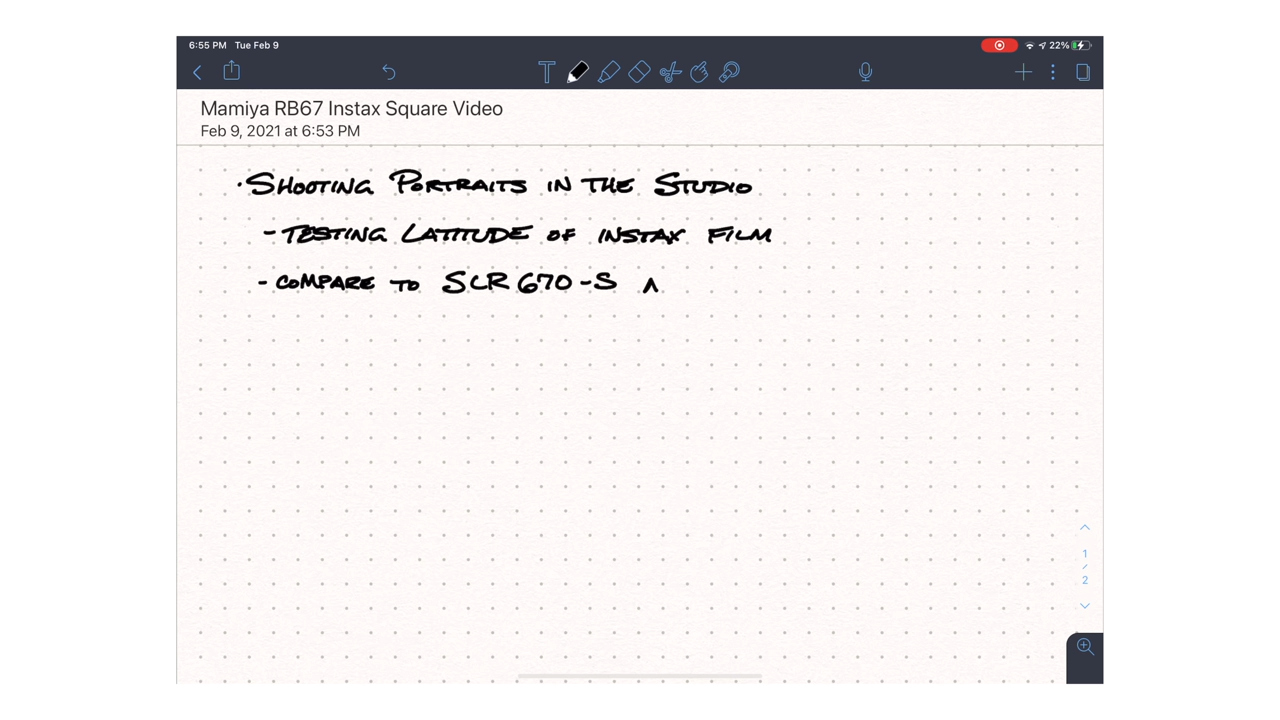 6:55 PM Tue Feb 9 22%
Mamiya RB67 Instax Square Video
Feb 9, 2021 at 6:53 PM
· SHOOTING PORTRAITS IN THE STUDIO
- TESTING LATITUDE OF INSTAX FILM
- COMPARE TO SLR 670-S
1
/
2